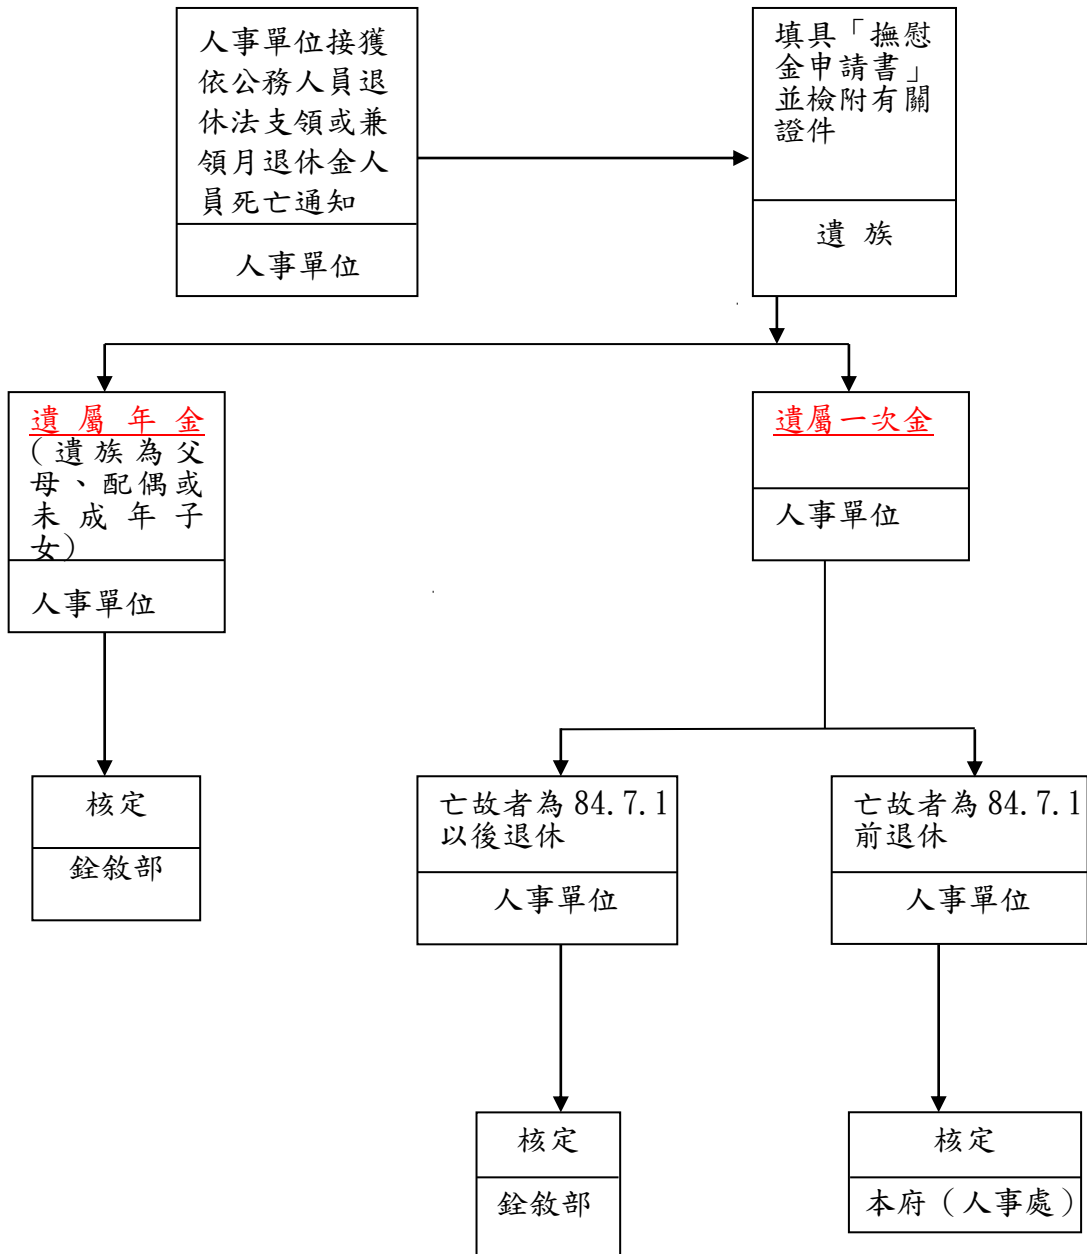 人事單位接獲
依公務人員退
休法支領或兼
領月退休金人
員死亡通知
人事單位
填具「撫慰
金申請書」
並檢附有關
證件
遺 族
遺 屬 年 金
（遺族為父
母、配偶或
未成年子
女）
人事單位
遺屬一次金
人事單位
核定
銓敘部
亡故者為 84.7.1
以後退休
人事單位
亡故者為 84.7.1
前退休
人事單位
核定
銓敘部
核定
本府（人事處）